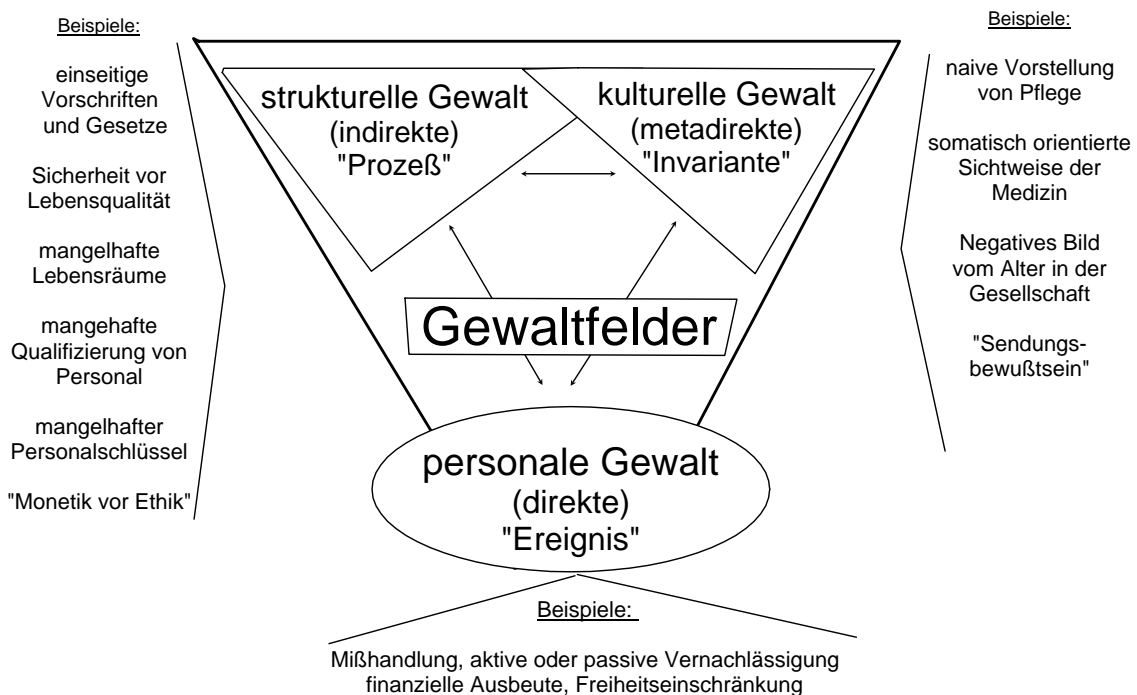 Beispiele:
einseitige
Vorschriften
und Gesetze
Sicherheit vor
Lebensqualität
mangelhafte
Lebensräume
mangehafte
Qualifizierung von
Personal
mangelhafter
Personalschlüssel
"Monetik vor Ethik"
strukturelle Gewalt
(indirekte)
"Prozeß"
kulturelle Gewalt
(metadirekte)
"Invariante"
Beispiele:
naive Vorstellung
von Pflege
somatisch orientierte
Sichtweise der
Medizin
Negatives Bild
vom Alter in der
Gesellschaft
"Sendungs-
bewußtsein"
Gewaltfelder
personale Gewalt
(direkte)
"Ereignis"
Beispiele:
Mißhandlung, aktive oder passive Vernachlässigung
finanzielle Ausbeute, Freiheitseinschränkung